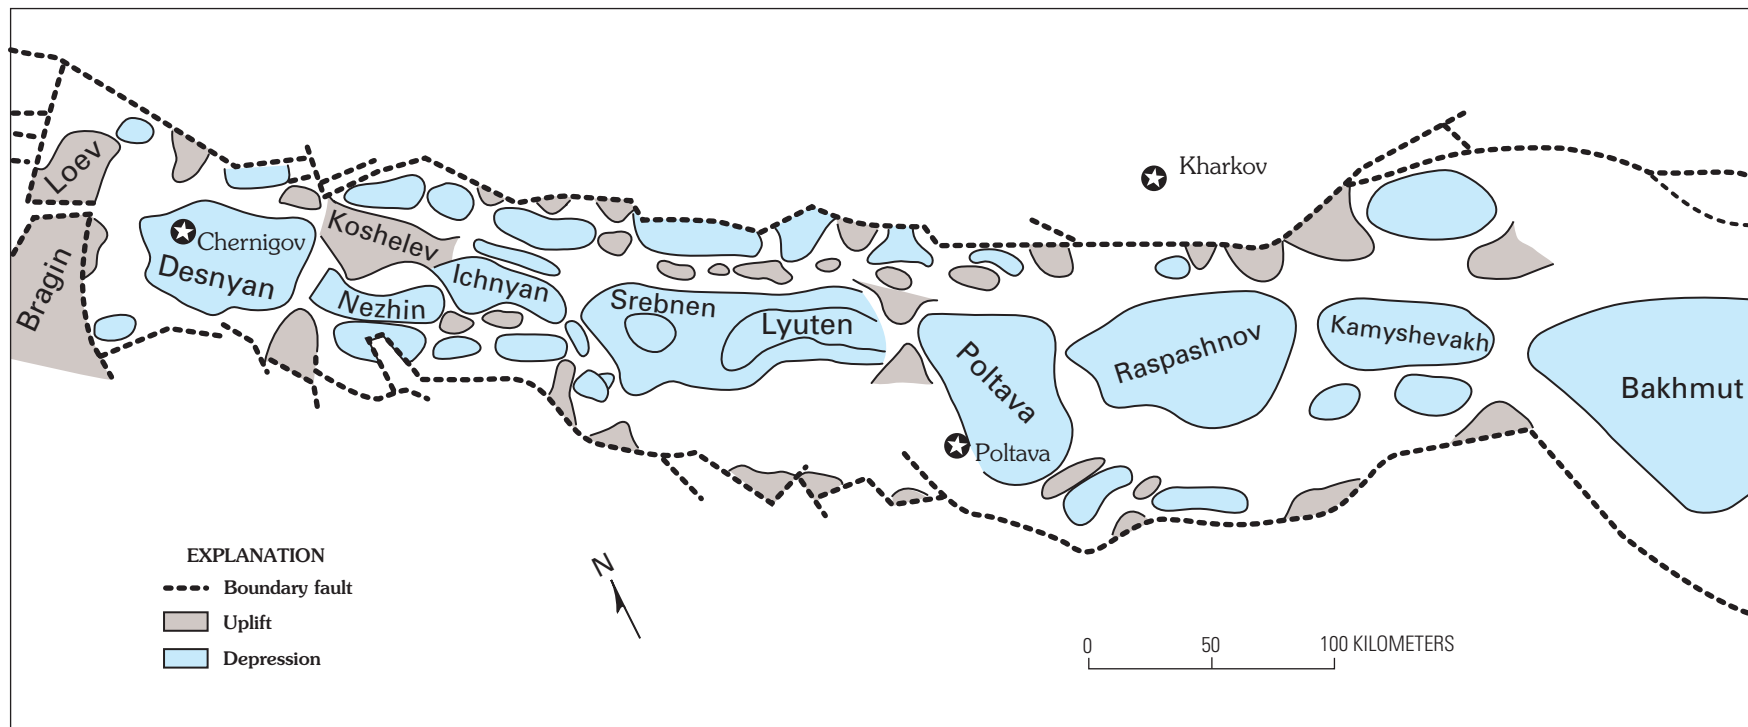 Kharkov
Loev
Koshelev
Chernigov
Desnyan
Bragin
Ichnyan
Nezhin
Srebnen
Lyuten
Poltava
Poltava
Raspashnov
Kamyshevakh
Bakhmut
EXPLANATION
Boundary fault
Uplift
Depression
N
0 50 100 KILOMETERS